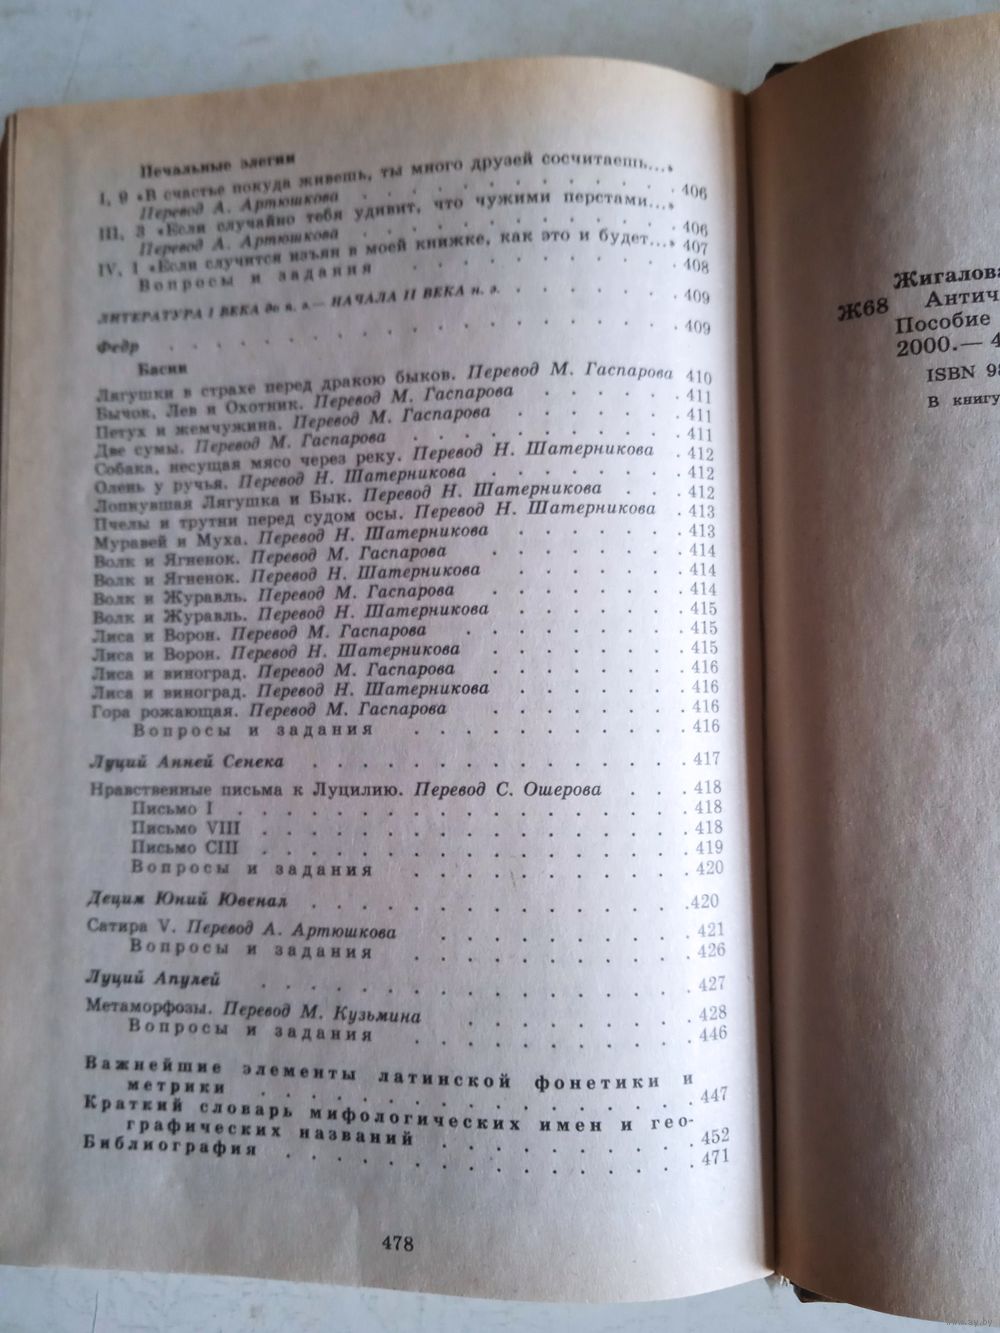 Печальные элегии
I, 9 «В счастье покуда живешь, ты много друзей сосчитаешь...»
Перевод А. Артюшкова . . . . . . . . . . 406
III, 3 «Если случайно тебя удивит, что чужими перстами...»
Перевод А. Артюшкова . . . . . . . . . . 406
IV, 1 «Если случится изъян в моей книжке, как это и будет...» 407
Вопросы и задания . . . . . . . . 408
ЛИТЕРАТУРА I ВЕКА до н. э.— НАЧАЛА II ВЕКА н. э. . . . . . 409
Федр . . . . . . . . . . . . . . . 409
Басни
Лягушки в страхе перед дракою быков. Перевод М. Гаспарова 410
Бычок, Лев и Охотник. Перевод М. Гаспарова . . . . . 411
Петух и жемчужина. Перевод М. Гаспарова . . . . . . 411
Две сумы. Перевод М. Гаспарова . . . . . . . . 411
Собака, несущая мясо через реку. Перевод Н. Шатерникова . 412
Олень у ручья. Перевод Н. Шатерникова . . . . . . 412
Лопнувшая Лягушка и Бык. Перевод Н. Шатерникова . . . 412
Пчелы и трутни перед судом осы. Перевод Н. Шатерникова . 413
Муравей и Муха. Перевод Н. Шатерникова . . . . . . 413
Волк и Ягненок. Перевод М. Гаспарова . . . . . . . 414
Волк и Ягненок. Перевод Н. Шатерникова . . . . . . 414
Волк и Журавль. Перевод М. Гаспарова . . . . . . . 414
Волк и Журавль. Перевод Н. Шатерникова . . . . . . 415
Лиса и Ворон. Перевод М. Гаспарова . . . . . . . 415
Лиса и Ворон. Перевод Н. Шатерникова . . . . . . . 415
Лиса и виноград. Перевод М. Гаспарова . . . . . . . 416
Лиса и виноград. Перевод Н. Шатерникова . . . . . . 416
Гора рожающая. Перевод М. Гаспарова . . . . . . . 416
Вопросы и задания . . . . . . . . . 416
Луций Анней Сенека . . . . . . . . . . . . 417
Нравственные письма к Луцилию. Перевод С. Ошерова . . . 418
Письмо I . . . . . . . . . . . . . . 418
Письмо VIII . . . . . . . . . . . . . 418
Письмо CIII . . . . . . . . . . . . . 419
Вопросы и задания . . . . . . . . . 420
Децим Юний Ювенал . . . . . . . . . . . . 420
Сатира V. Перевод А. Артюшкова . . . . . . . . 421
Вопросы и задания . . . . . . . . . 426
Луций Апулей . . . . . . . . . . . . . 427
Метаморфозы. Перевод М. Кузьмина . . . . . . . 428
Вопросы и задания . . . . . . . . . 446
Важнейшие элементы латинской фонетики и
метрики . . . . . . . . . . . . . . 447
Краткий словарь мифологических имен и гео-
графических названий . . . . . . . . 452
Библиография . . . . . . . . . . . . . 471
478
Жигалова
Ж68
Антич
Пособие
2000.— 4
ISBN
В книгу
www.ay.by